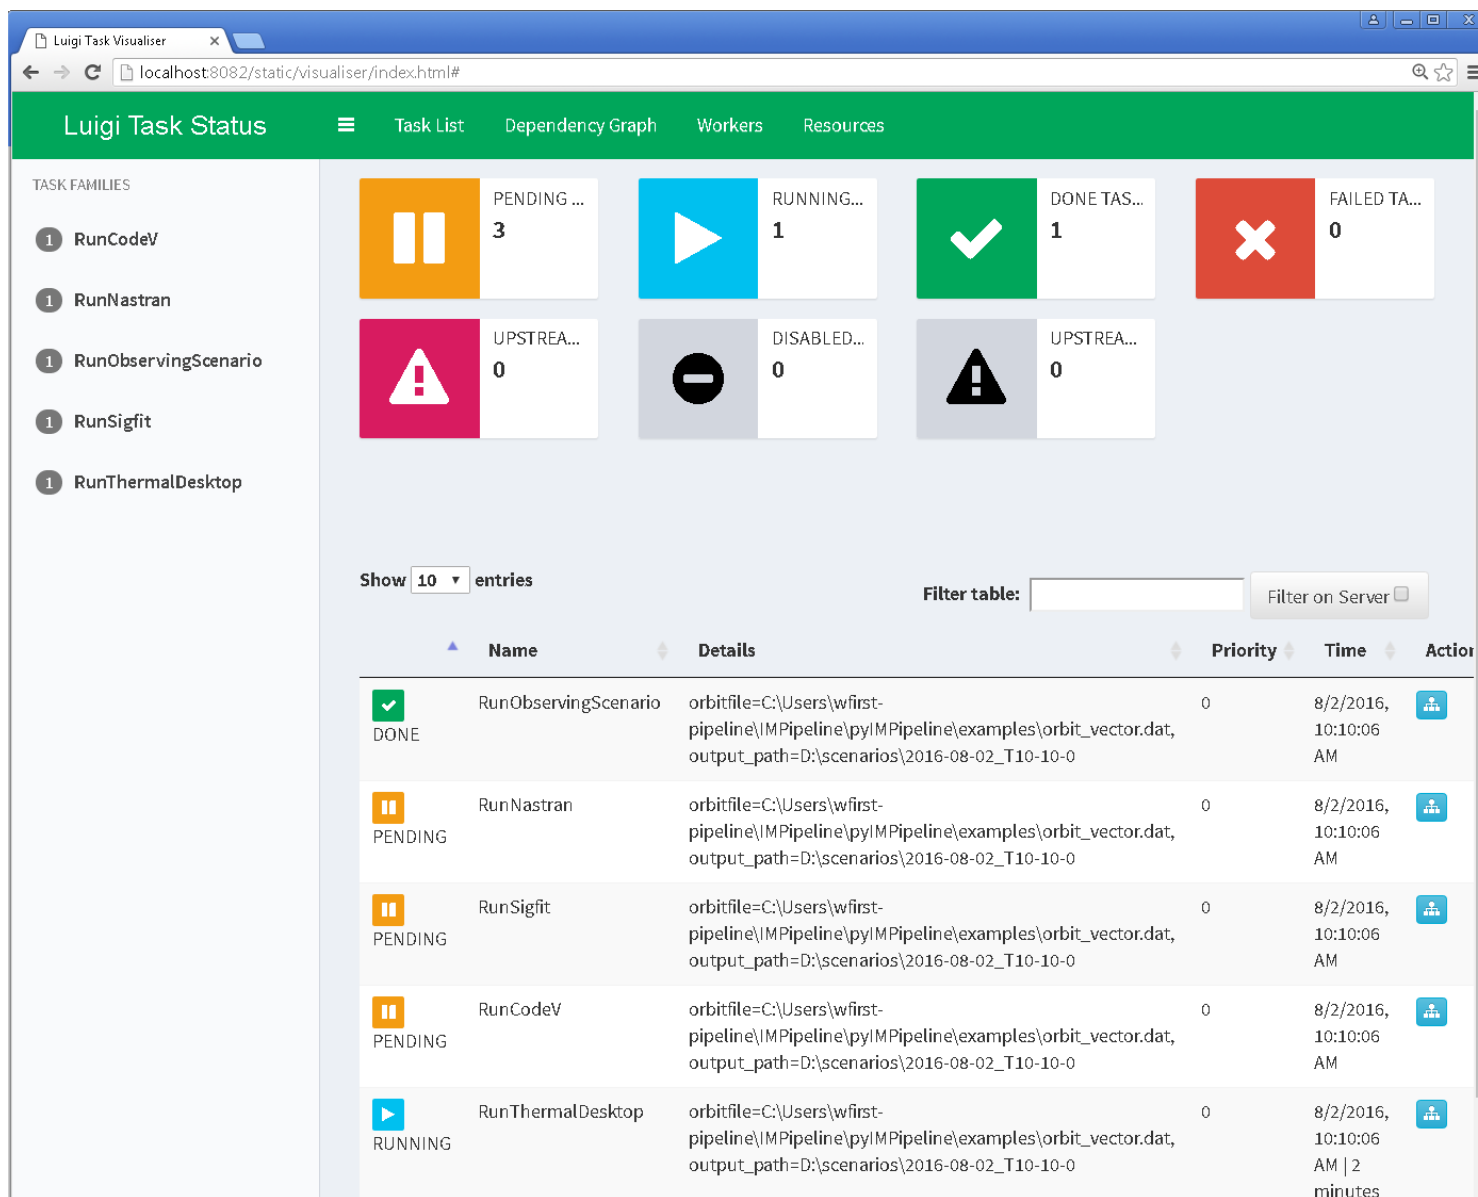 Luigi Task Visualiser
localhost:8082/static/visualiser/index.html#
Luigi Task Status
Task List Dependency Graph Workers Resources
TASK FAMILIES
1 RunCodeV
1 RunNastran
1 RunObservingScenario
1 RunSigfit
1 RunThermalDesktop
PENDING ...
3
RUNNING...
1
DONE TAS...
1
FAILED TA...
0
UPSTREA...
0
DISABLED...
0
UPSTREA...
0
Show 10 entries
Filter table: Filter on Server
Name Details Priority Time Action
DONE
RunObservingScenario
orbitfile=C:\Users\wfirst-
pipeline\IMPipeline\pyIMPipeline\examples\orbit_vector.dat,
output_path=D:\scenarios\2016-08-02_T10-10-0
0
8/2/2016,
10:10:06
AM
PENDING
RunNastran
orbitfile=C:\Users\wfirst-
pipeline\IMPipeline\pyIMPipeline\examples\orbit_vector.dat,
output_path=D:\scenarios\2016-08-02_T10-10-0
0
8/2/2016,
10:10:06
AM
PENDING
RunSigfit
orbitfile=C:\Users\wfirst-
pipeline\IMPipeline\pyIMPipeline\examples\orbit_vector.dat,
output_path=D:\scenarios\2016-08-02_T10-10-0
0
8/2/2016,
10:10:06
AM
PENDING
RunCodeV
orbitfile=C:\Users\wfirst-
pipeline\IMPipeline\pyIMPipeline\examples\orbit_vector.dat,
output_path=D:\scenarios\2016-08-02_T10-10-0
0
8/2/2016,
10:10:06
AM
RUNNING
RunThermalDesktop
orbitfile=C:\Users\wfirst-
pipeline\IMPipeline\pyIMPipeline\examples\orbit_vector.dat,
output_path=D:\scenarios\2016-08-02_T10-10-0
0
8/2/2016,
10:10:06
AM | 2
minutes